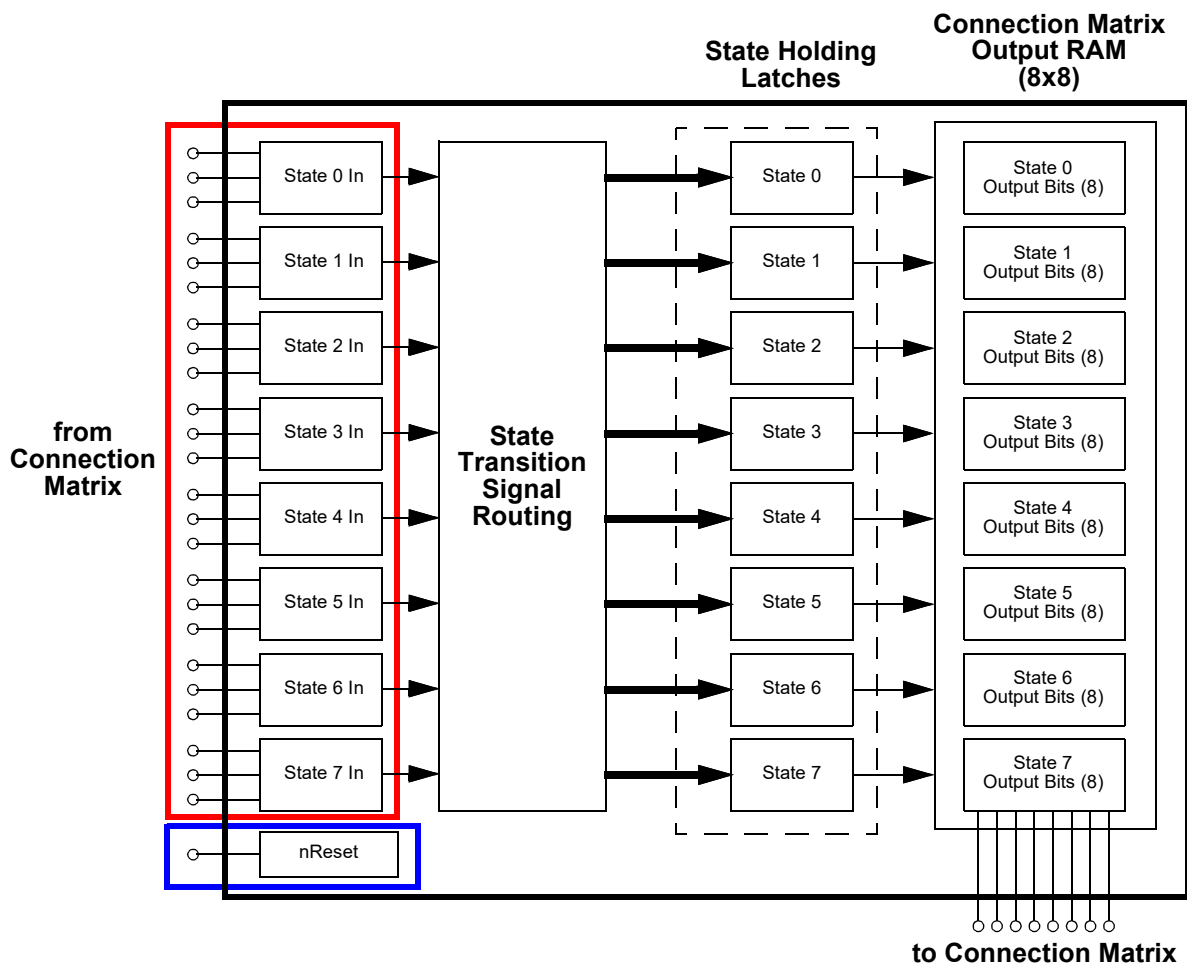 Connection Matrix
Output RAM
(8x8)
State Holding
Latches
from
Connection
Matrix
State 0 In
State 1 In
State 2 In
State 3 In
State 4 In
State 5 In
State 6 In
State 7 In
nReset
State
Transition
Signal
Routing
State 0
State 1
State 2
State 3
State 4
State 5
State 6
State 7
State 0
Output Bits (8)
State 1
Output Bits (8)
State 2
Output Bits (8)
State 3
Output Bits (8)
State 4
Output Bits (8)
State 5
Output Bits (8)
State 6
Output Bits (8)
State 7
Output Bits (8)
to Connection Matrix